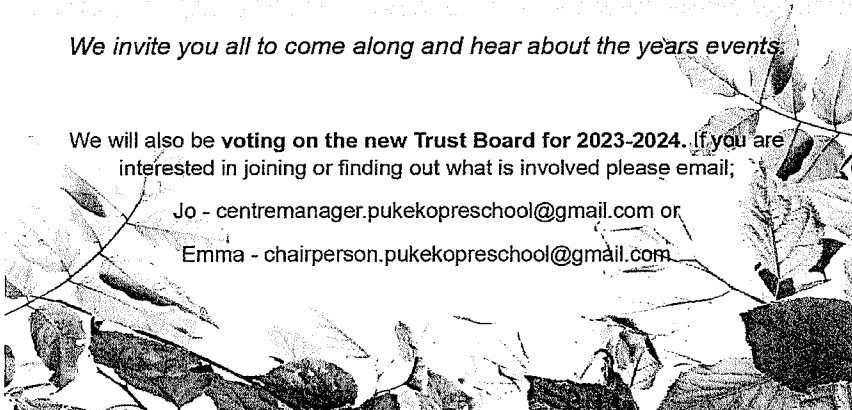 We invite you all to come along and hear about the years events.
We will also be voting on the new Trust Board for 2023-2024. If you are
interested in joining or finding out what is involved please email;
Jo - centremanager.pukekopreschool@gmail.com or
Emma - chairperson.pukekopreschool@gmail.com